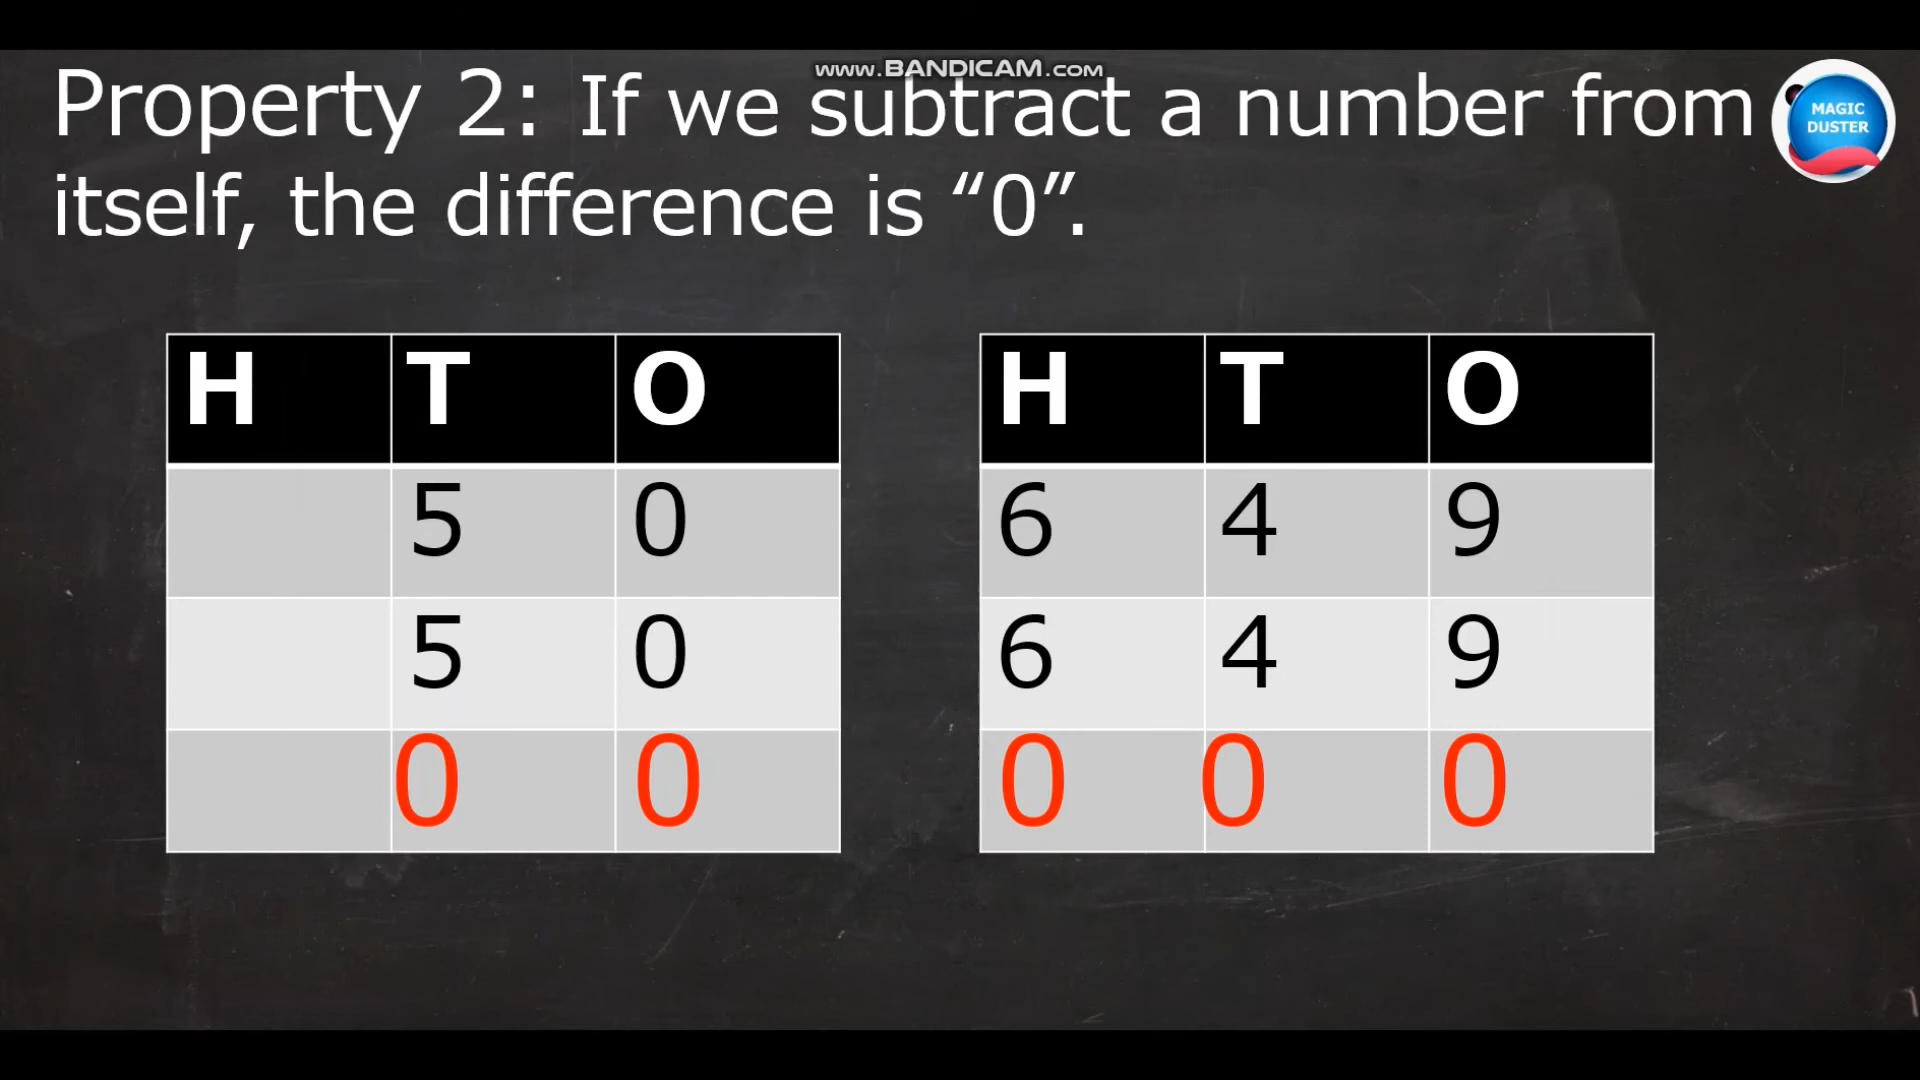 www.BANDICAM.com
Property 2: If we subtract a number from
itself, the difference is “0”.
MAGIC
DUSTER
H T O
5 0
5 0
0 0
H T O
6 4 9
6 4 9
0 0 0